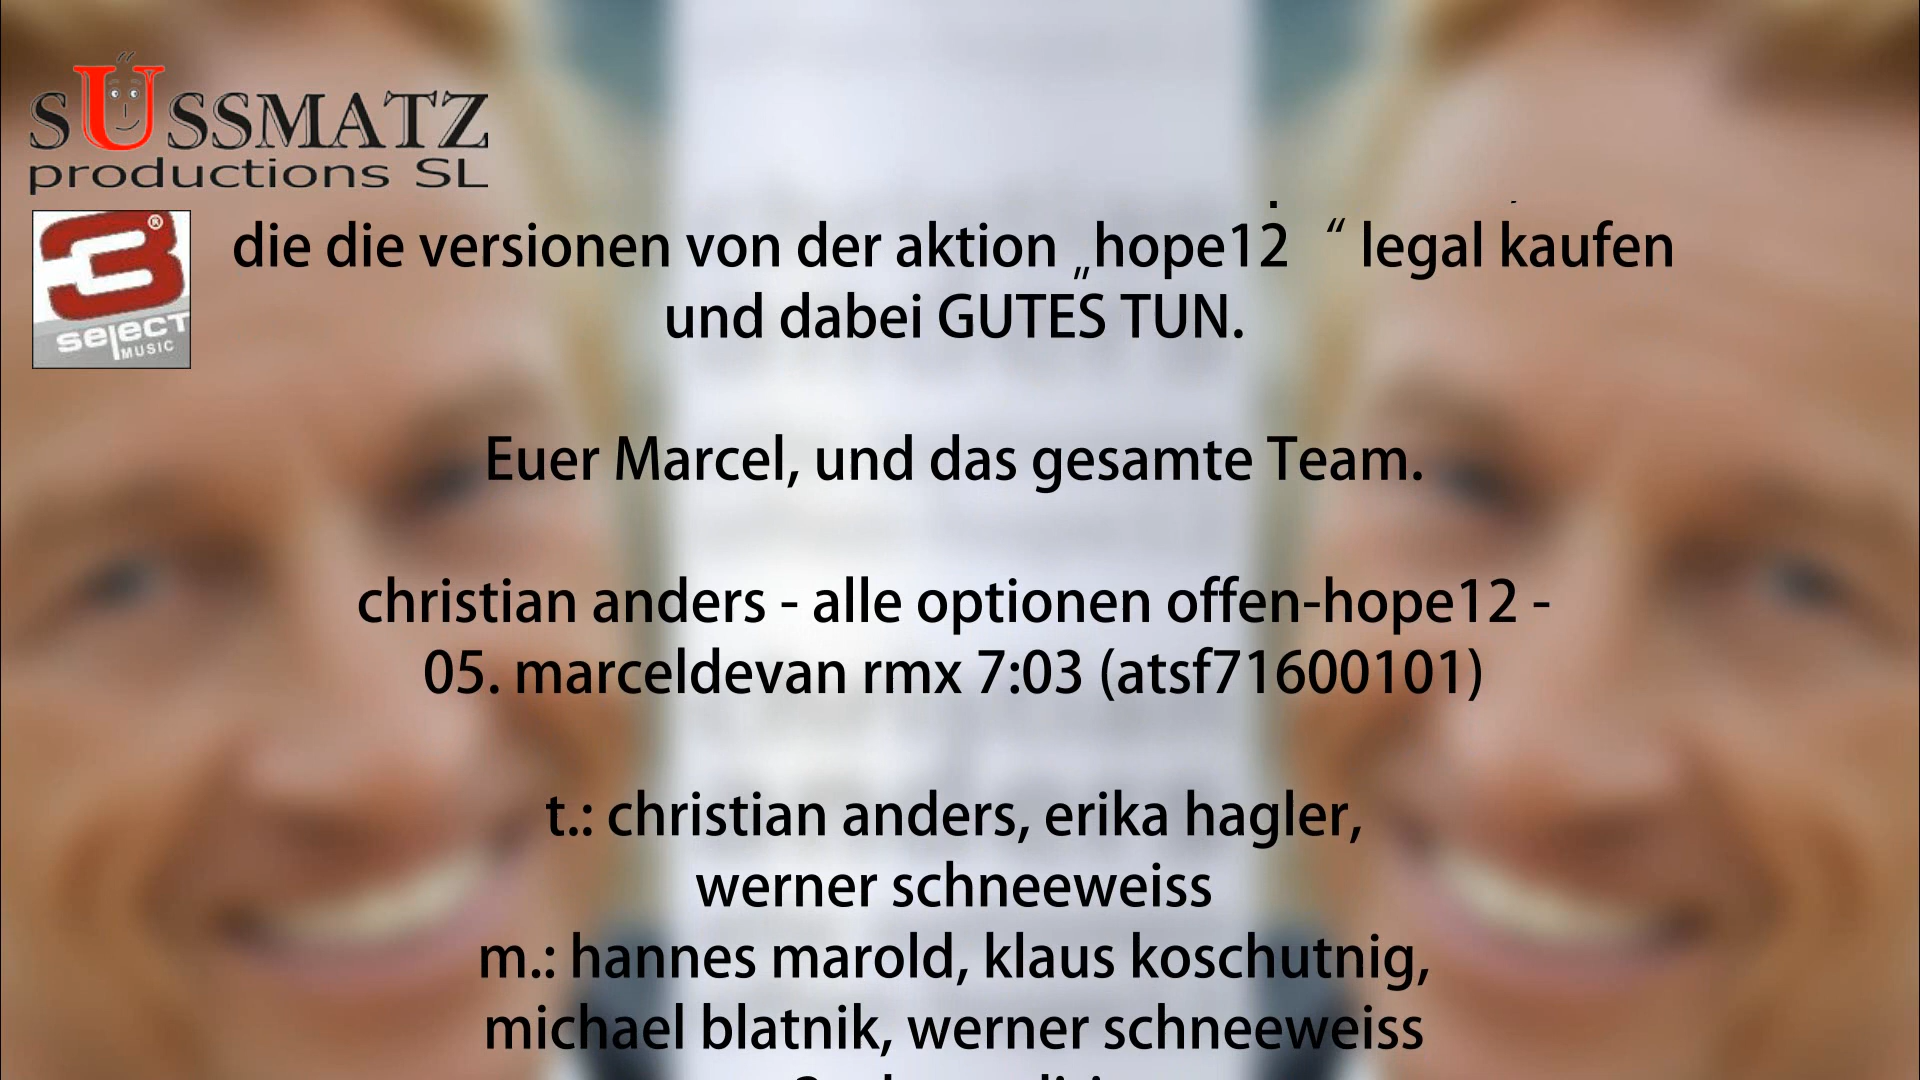 SÜSSMATZ
productions SL
3®
select
MUSIC
die die versionen von der aktion „hope12 “ legal kaufen
und dabei GUTES TUN.
Euer Marcel, und das gesamte Team.
christian anders - alle optionen offen-hope12 -
05. marceldevan rmx 7:03 (atsf71600101)
t.: christian anders, erika hagler,
werner schneeweiss
m.: hannes marold, klaus koschutnig,
michael blatnik, werner schneeweiss